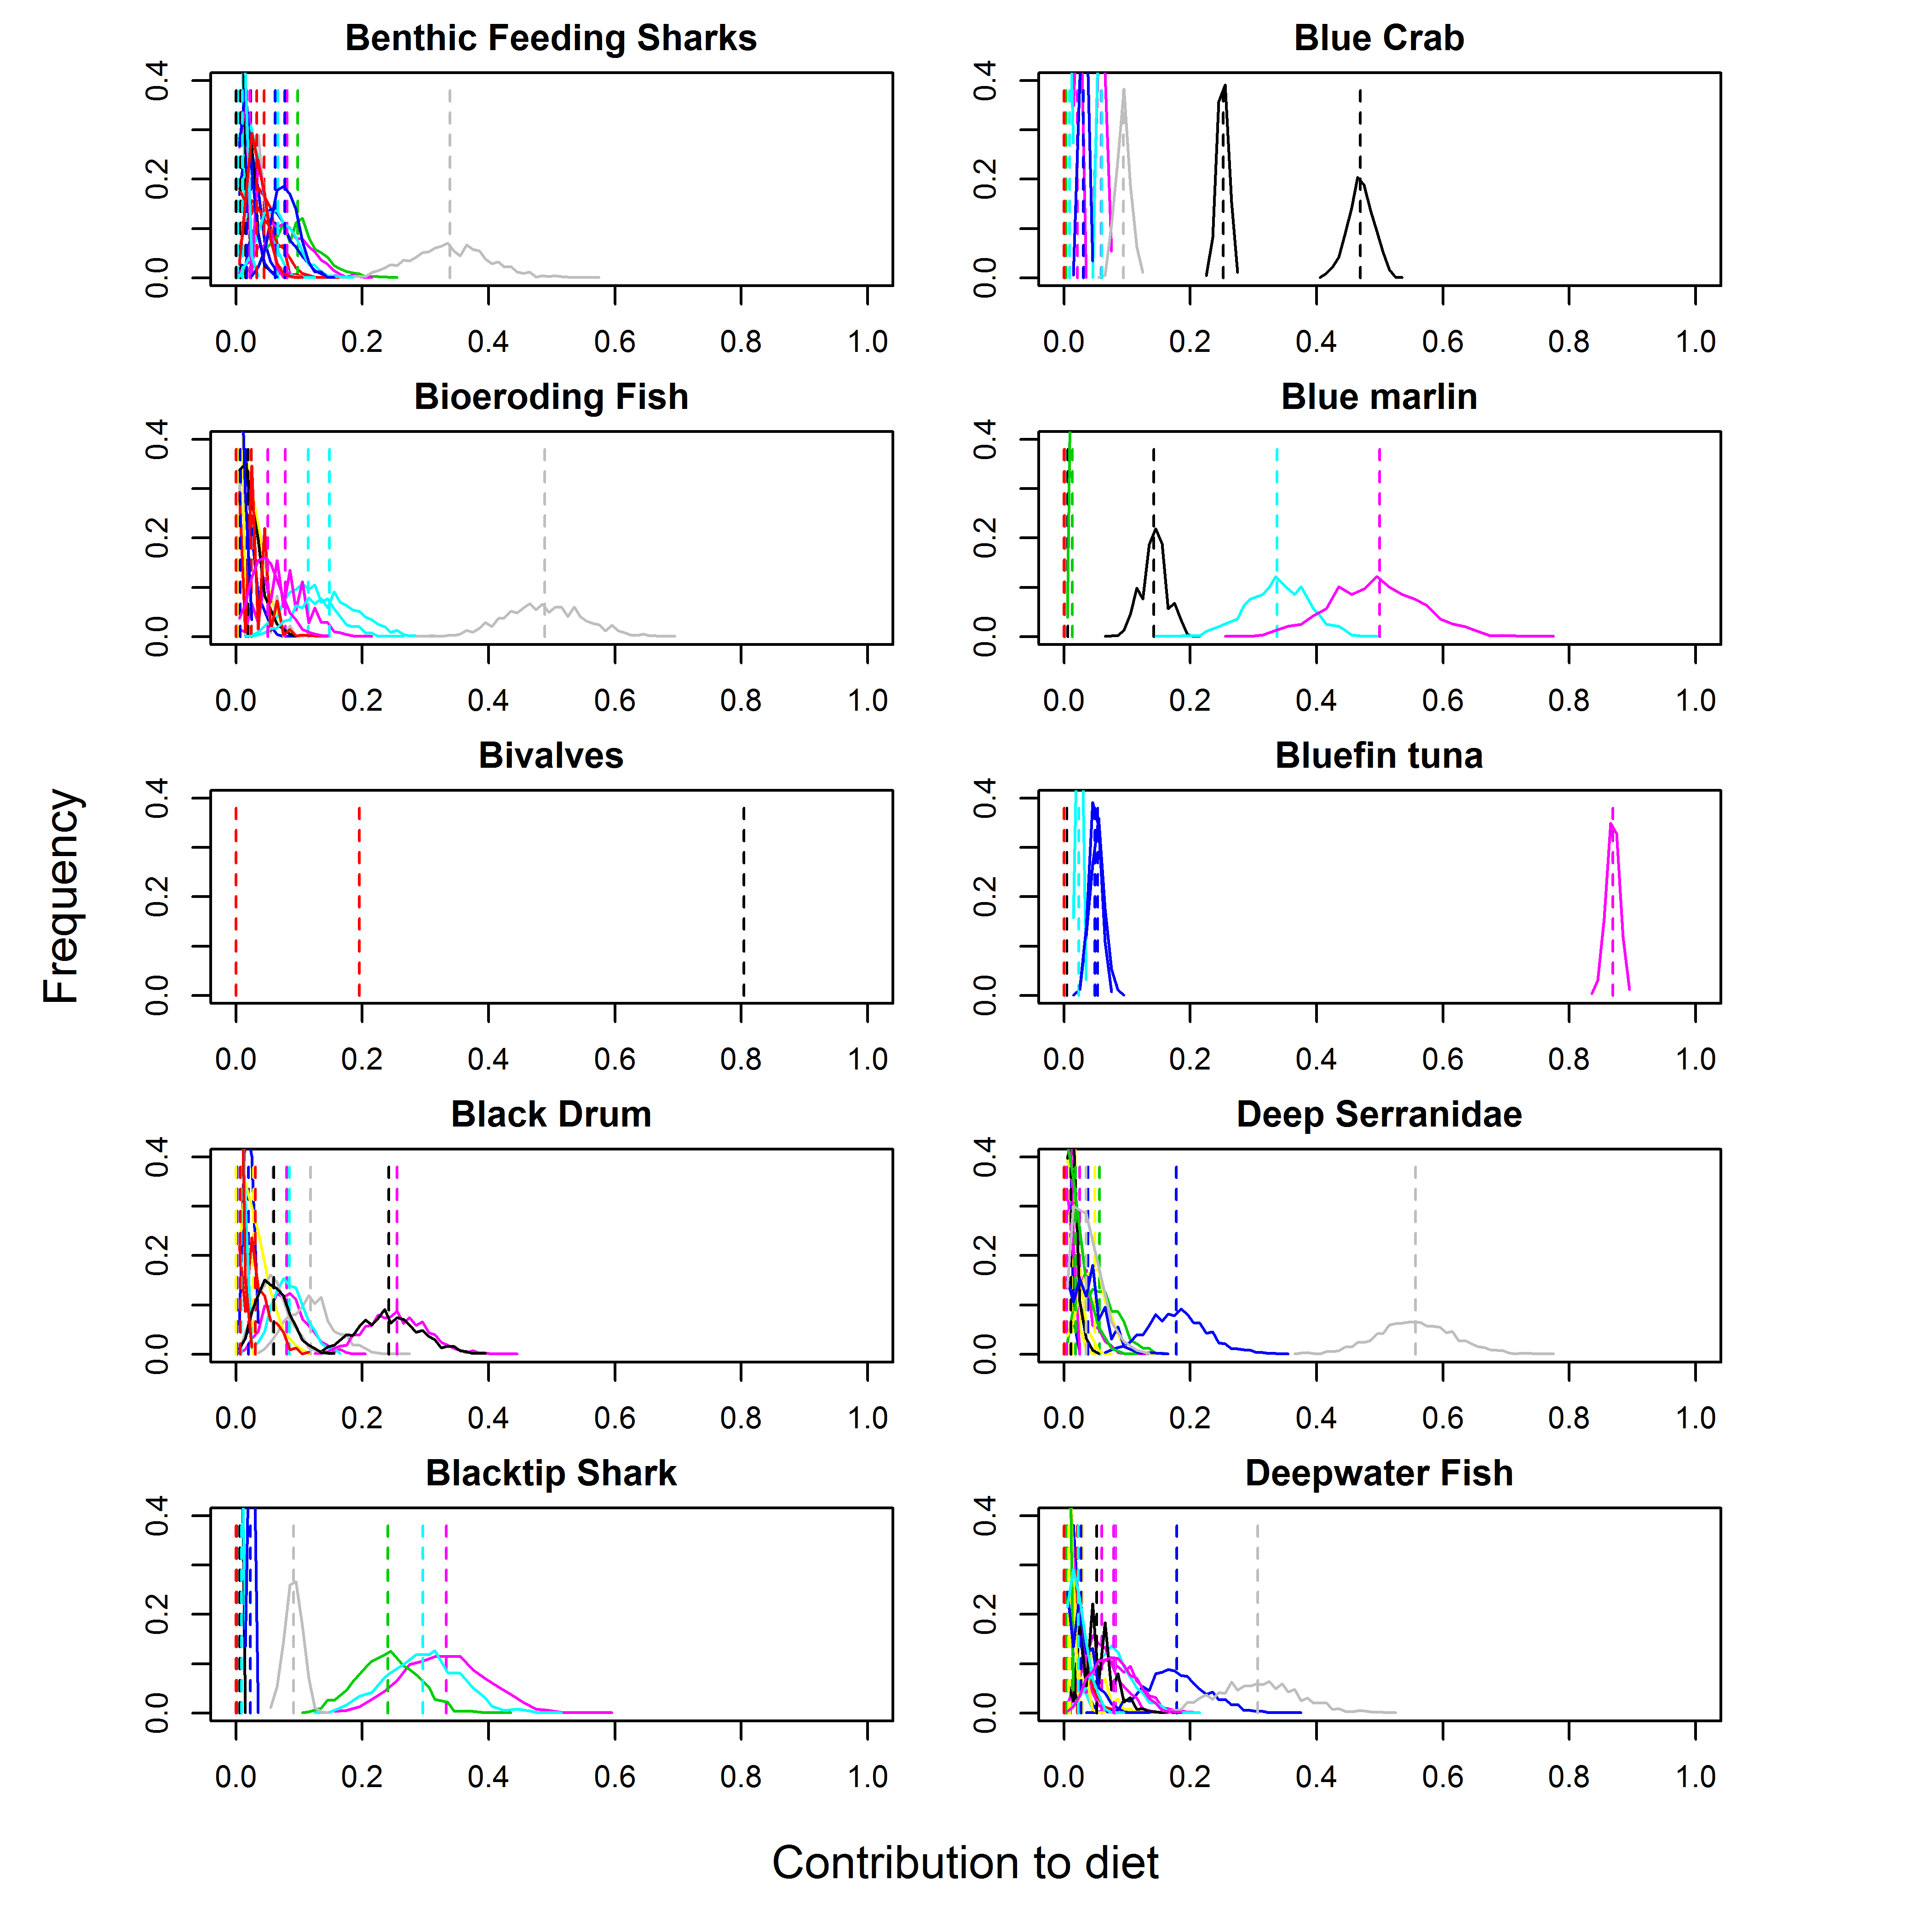 Benthic Feeding Sharks
0.0 0.2 0.4
0.0 0.2 0.4 0.6 0.8 1.0
Blue Crab
0.0 0.2 0.4
0.0 0.2 0.4 0.6 0.8 1.0
Bioeroding Fish
0.0 0.2 0.4
0.0 0.2 0.4 0.6 0.8 1.0
Blue marlin
0.0 0.2 0.4
0.0 0.2 0.4 0.6 0.8 1.0
Bivalves
0.0 0.2 0.4
0.0 0.2 0.4 0.6 0.8 1.0
Bluefin tuna
0.0 0.2 0.4
0.0 0.2 0.4 0.6 0.8 1.0
Frequency
Black Drum
0.0 0.2 0.4
0.0 0.2 0.4 0.6 0.8 1.0
Deep Serranidae
0.0 0.2 0.4
0.0 0.2 0.4 0.6 0.8 1.0
Blacktip Shark
0.0 0.2 0.4
0.0 0.2 0.4 0.6 0.8 1.0
Deepwater Fish
0.0 0.2 0.4
0.0 0.2 0.4 0.6 0.8 1.0
Contribution to diet